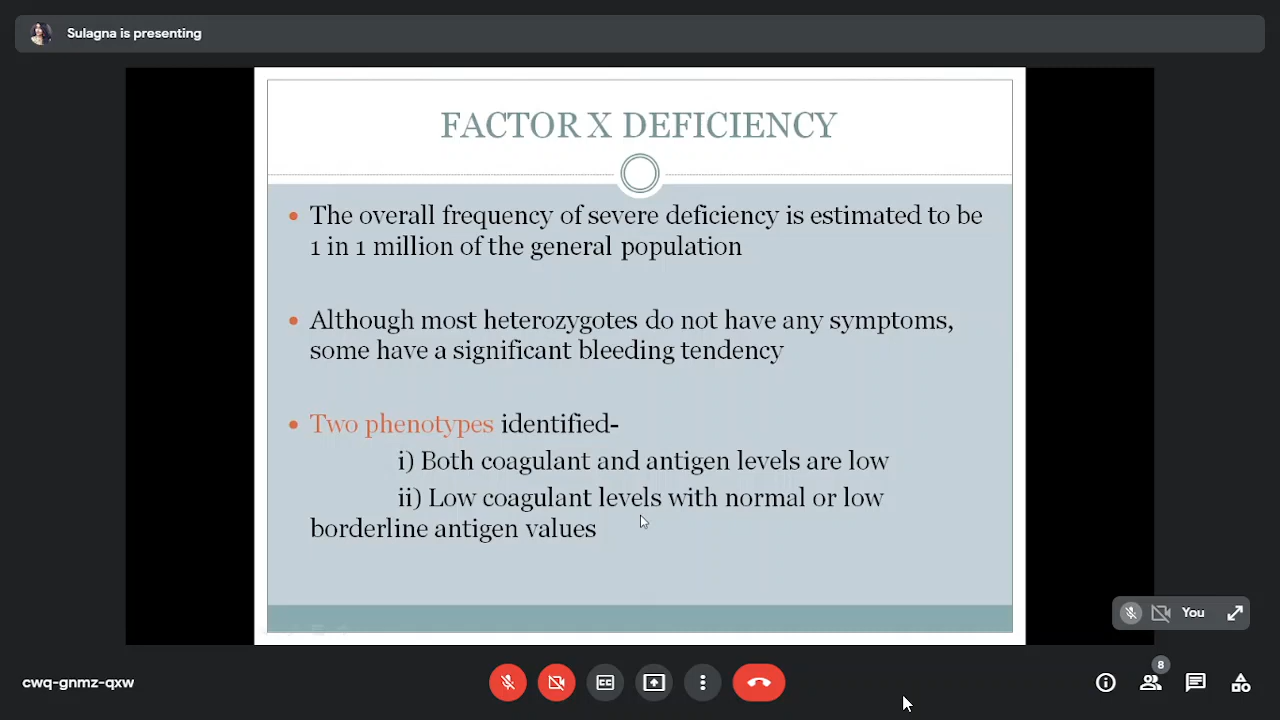 Sulagna is presenting
FACTOR X DEFICIENCY
• The overall frequency of severe deficiency is estimated to be
1 in 1 million of the general population
• Although most heterozygotes do not have any symptoms,
some have a significant bleeding tendency
• Two phenotypes identified-
i) Both coagulant and antigen levels are low
ii) Low coagulant levels with normal or low
borderline antigen values
You
8
cwq-gnmz-qxw
CC